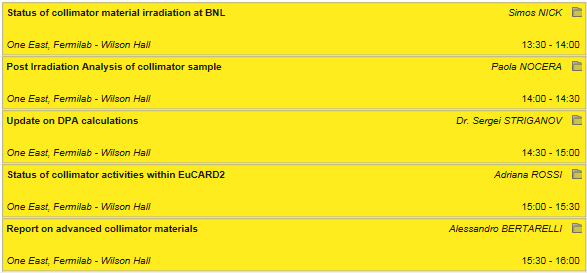 Status of collimator material irradiation at BNL Simos NICK
One East, Fermilab - Wilson Hall 13:30 - 14:00
Post Irradiation Analysis of collimator sample Paola NOCERA
One East, Fermilab - Wilson Hall 14:00 - 14:30
Update on DPA calculations Dr. Sergei STRIGANOV
One East, Fermilab - Wilson Hall 14:30 - 15:00
Status of collimator activities within EuCARD2 Adriana ROSSI
One East, Fermilab - Wilson Hall 15:00 - 15:30
Report on advanced collimator materials Alessandro BERTARELLI
One East, Fermilab - Wilson Hall 15:30 - 16:00